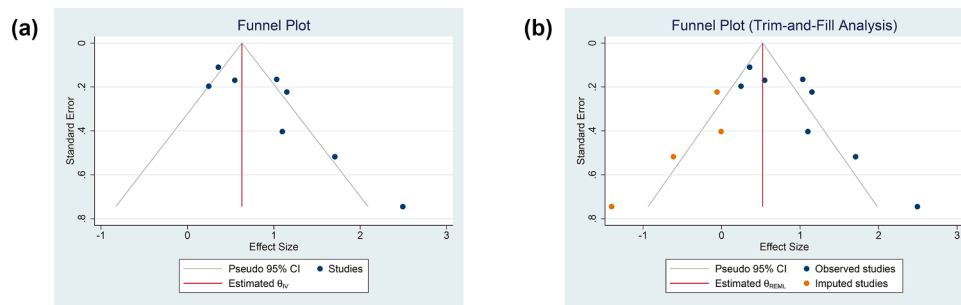 (a)
Funnel Plot
Standard Error
0
.2
.4
.6
.8
-1
0
1
2
3
Effect Size
Pseudo 95% CI
Studies
Estimated θIV
(b)
Funnel Plot (Trim-and-Fill Analysis)
Standard Error
0
.2
.4
.6
.8
-1
0
1
2
3
Effect Size
Pseudo 95% CI
Observed studies
Estimated θREML
Imputed studies